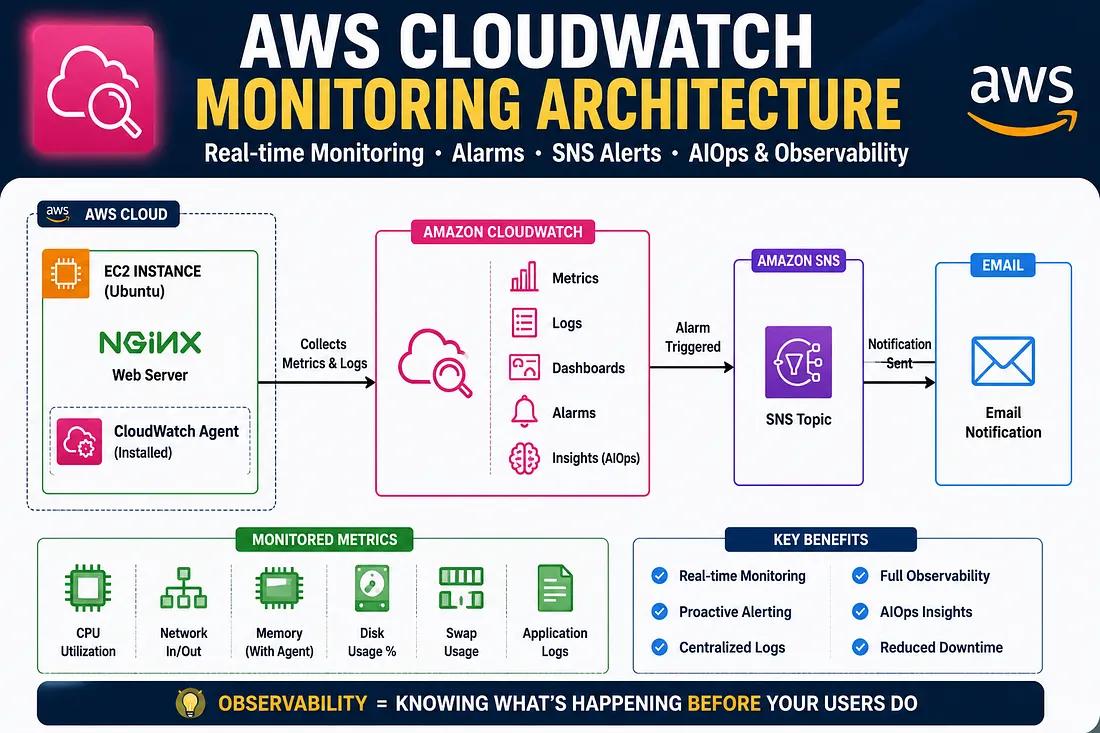 AWS CLOUDWATCH
MONITORING ARCHITECTURE
Real-time Monitoring • Alarms • SNS Alerts • AIOps & Observability
aws
aws AWS CLOUD
EC2 INSTANCE
(Ubuntu)
NGiNX
Web Server
CloudWatch Agent
(Installed)
Collects
Metrics & Logs
AMAZON CLOUDWATCH
Metrics
Logs
Dashboards
Alarms
Insights (AIOps)
Alarm
Triggered
AMAZON SNS
SNS Topic
Notification
Sent
EMAIL
Email
Notification
MONITORED METRICS
CPU
Utilization
Network
In/Out
Memory
(With Agent)
Disk
Usage %
Swap
Usage
Application
Logs
KEY BENEFITS
Real-time Monitoring
Proactive Alerting
Centralized Logs
Full Observability
AIOps Insights
Reduced Downtime
OBSERVABILITY = KNOWING WHAT'S HAPPENING BEFORE YOUR USERS DO